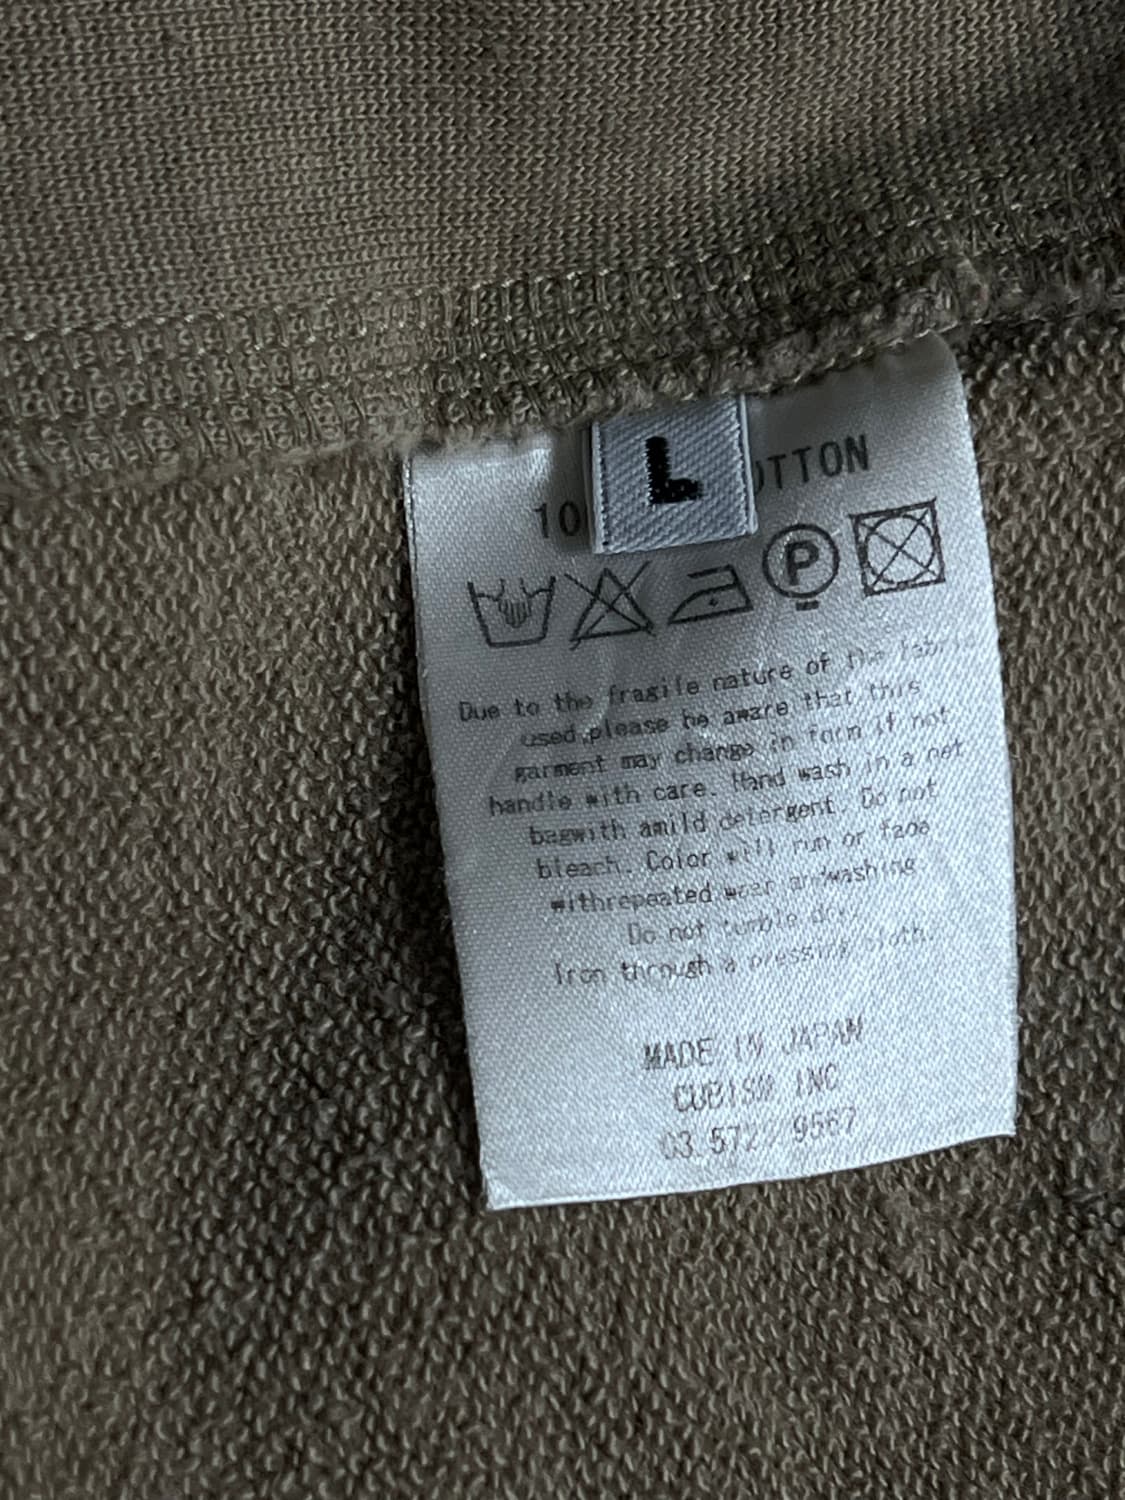 L
10 OTTON
P
Due to the fragile nature of the fabric
used,please be aware that this
garment may change in form if not
handle with care. Hand wash in a net
bagwith amild detergent. Do not
bleach. Color will run or fade
withrepeated wear andwashing
Do not tumble dry.
Iron through a pressing cloth.
MADE IN JAPAN
CUBISM INC
03 572 9567